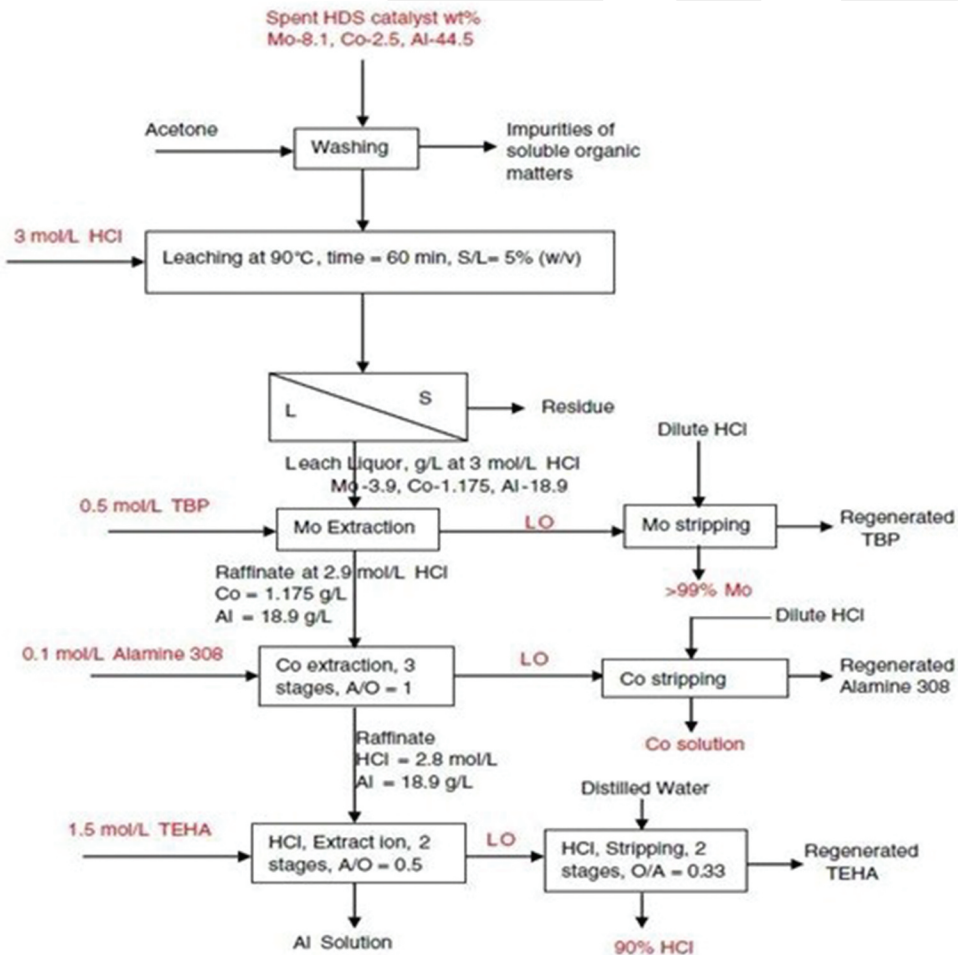 Spent HDS catalyst wt%
Mo-8.1, Co-2.5, Al-44.5
Acetone
Washing
Impurities of
soluble organic
matters
3 mol/L HCl
Leaching at 90°C, time = 60 min, S/L= 5% (w/v)
L
S
Residue
Dilute HCl
Leach Liquor, g/L at 3 mol/L HCl
Mo-3.9, Co-1.175, Al-18.9
0.5 mol/L TBP
Mo Extraction
LO
Mo stripping
Regenerated
TBP
>99% Mo
Raffinate at 2.9 mol/L HCl
Co = 1.175 g/L
Al = 18.9 g/L
Dilute HCl
0.1 mol/L Alamine 308
Co extraction, 3
stages, A/O = 1
LO
Co stripping
Regenerated
Alamine 308
Co solution
Raffinate
HCl = 2.8 mol/L
Al = 18.9 g/L
Distilled Water
1.5 mol/L TEHA
HCl, Extract ion, 2
stages, A/O = 0.5
LO
HCl, Stripping, 2
stages, O/A = 0.33
Regenerated
TEHA
Al Solution
90% HCl